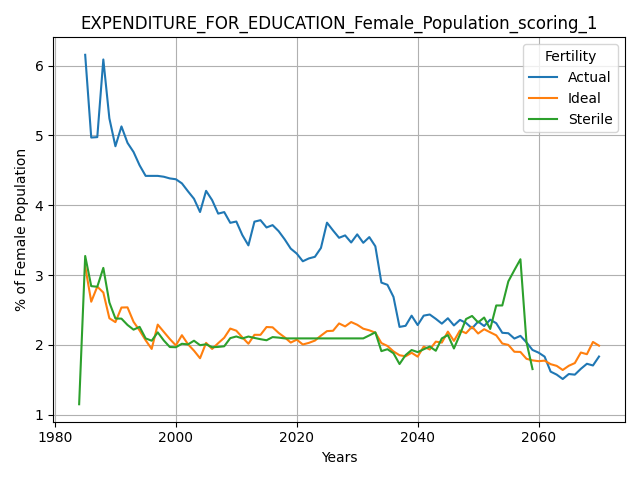 EXPENDITURE_FOR_EDUCATION_Female_Population_scoring_1
Fertility
Actual
Ideal
Sterile
% of Female Population
6
5
4
3
2
1
1980
2000
2020
2040
2060
Years